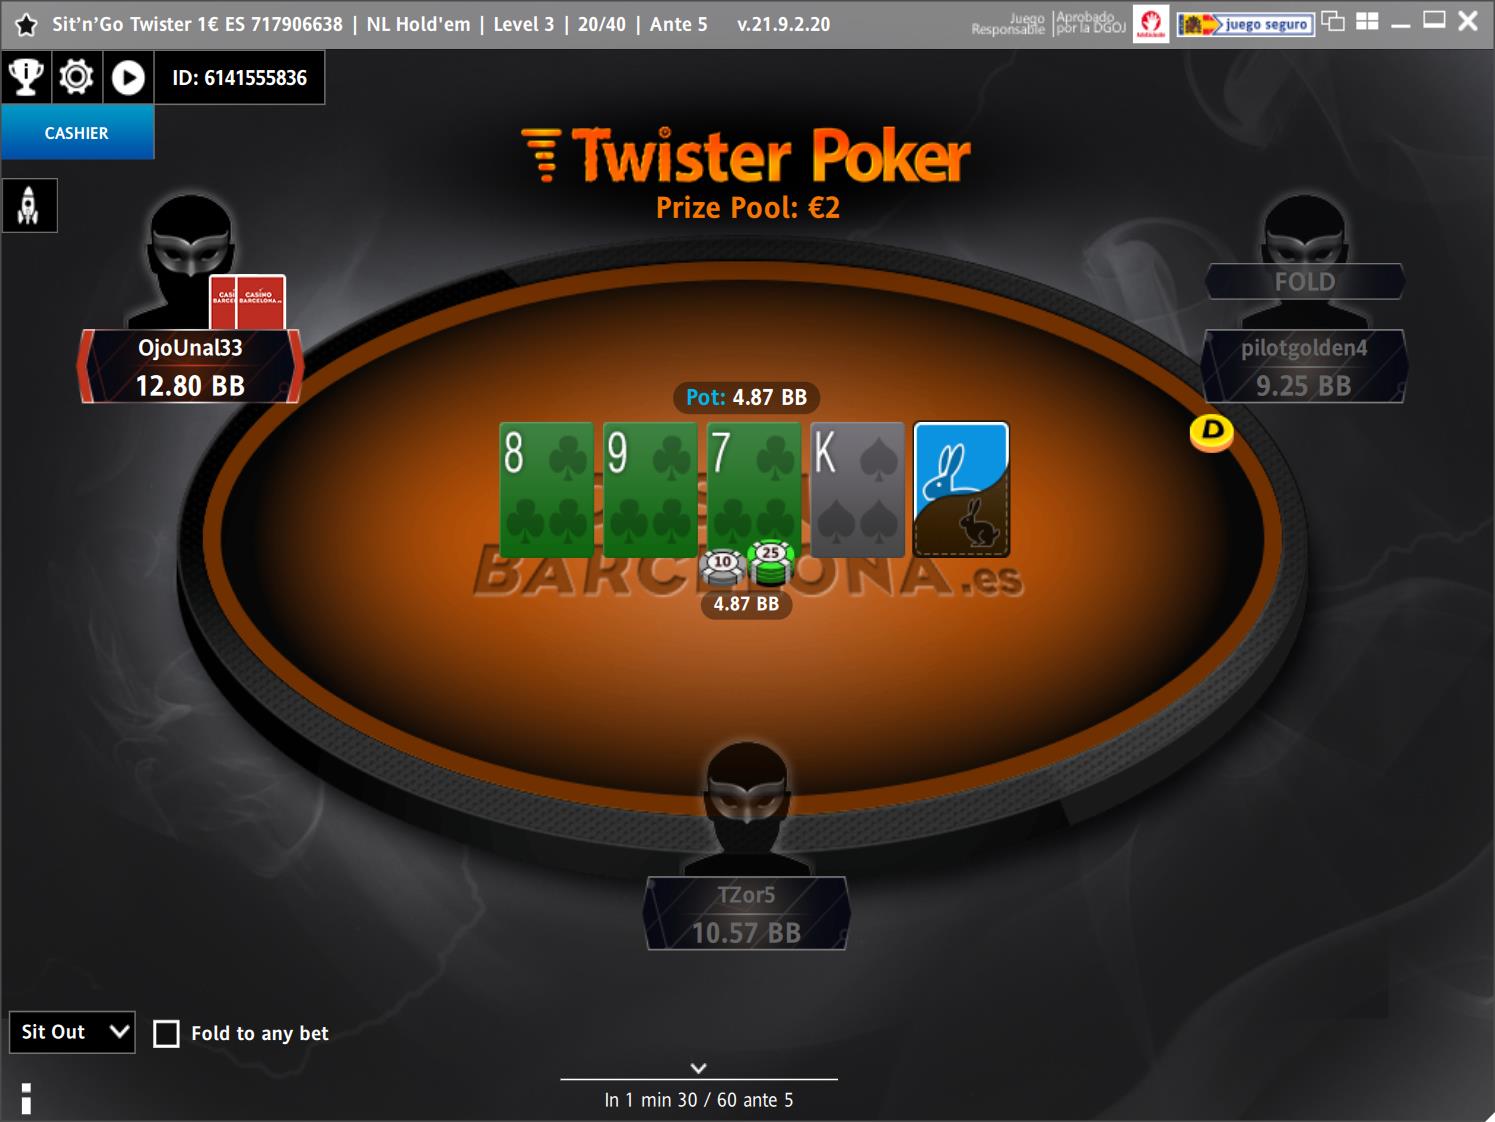 Sit'n'Go Twister 1€ ES 717906638 | NL Hold'em | Level 3 | 20/40 | Ante 5 v.21.9.2.20
Juego Responsable
Aprobado por la DGOJ
juego seguro
ID: 6141555836
CASHIER
Twister Poker
Prize Pool: €2
FOLD
CASINO BARCELONA.es
OjoUnal33
12.80 BB
pilotgolden4
9.25 BB
Pot: 4.87 BB
D
8 9 7 K
10 25
BARCELONA.es
4.87 BB
TZor5
10.57 BB
Sit Out
Fold to any bet
In 1 min 30 / 60 ante 5